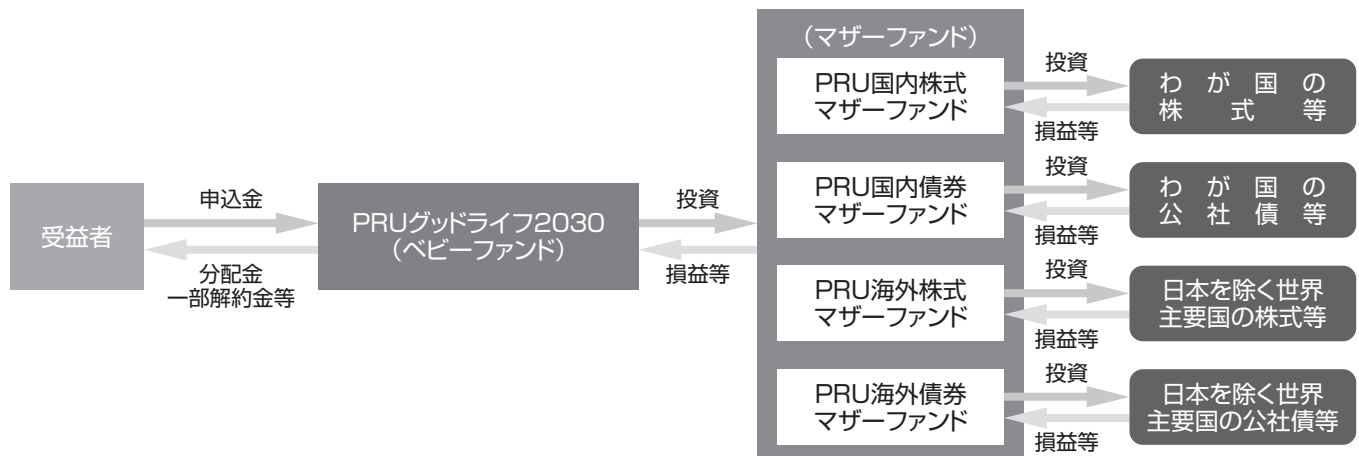 受益者
申込金
分配金
一部解約金等
PRUグッドライフ2030
（ベビーファンド）
投資
損益等
（マザーファンド）
PRU国内株式
マザーファンド
投資
損益等
わが国の
株式等
PRU国内債券
マザーファンド
投資
損益等
わが国の
公社債等
PRU海外株式
マザーファンド
投資
損益等
日本を除く世界
主要国の株式等
PRU海外債券
マザーファンド
投資
損益等
日本を除く世界
主要国の公社債等